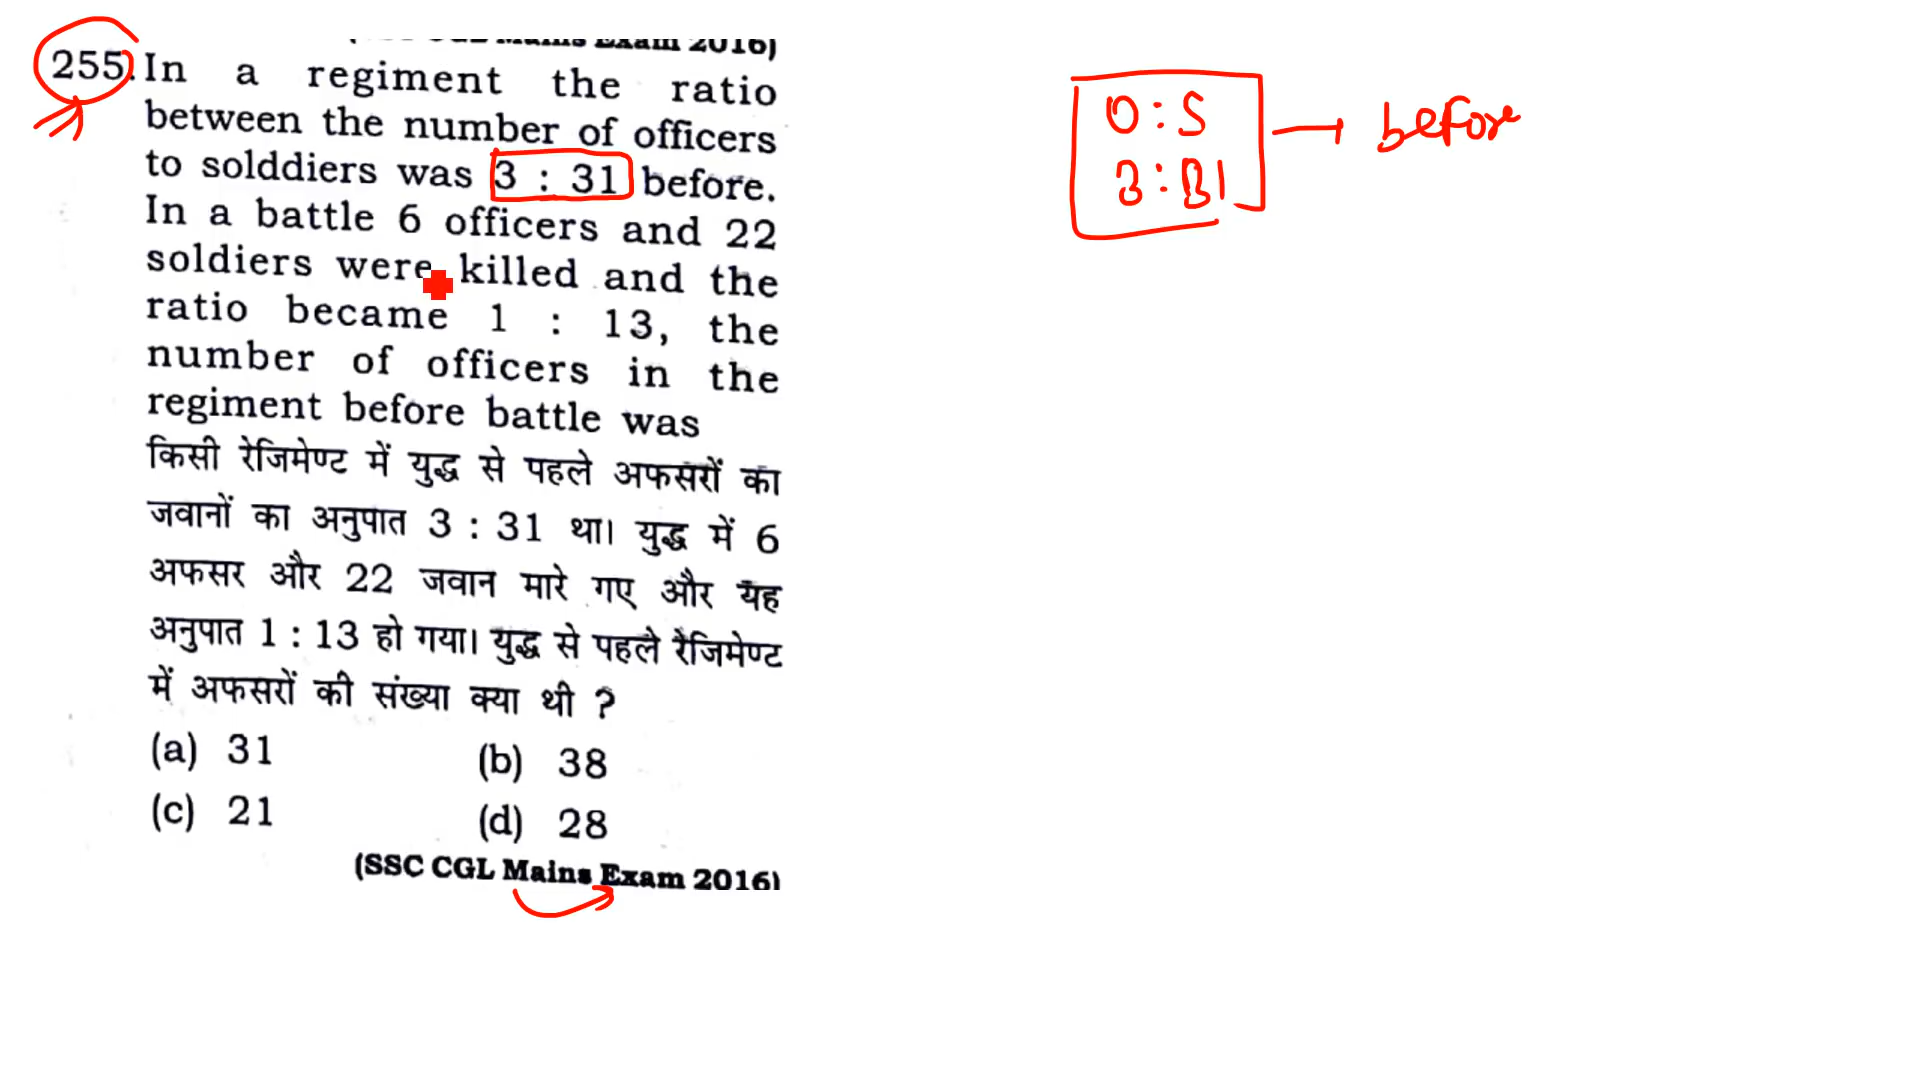 255. In a regiment the ratio
between the number of officers
to solddiers was 3 : 31 before.
In a battle 6 officers and 22
soldiers were killed and the
ratio became 1 : 13, the
number of officers in the
regiment before battle was
किसी रेजिमेण्ट में युद्ध से पहले अफसरों का
जवानों का अनुपात 3 : 31 था। युद्ध में 6
अफसर और 22 जवान मारे गए और यह
अनुपात 1 : 13 हो गया। युद्ध से पहले रेजिमेण्ट
में अफसरों की संख्या क्या थी ?
(a) 31 (b) 38
(c) 21 (d) 28
(SSC CGL Mains Exam 2016)
O : S
3 : 31
before